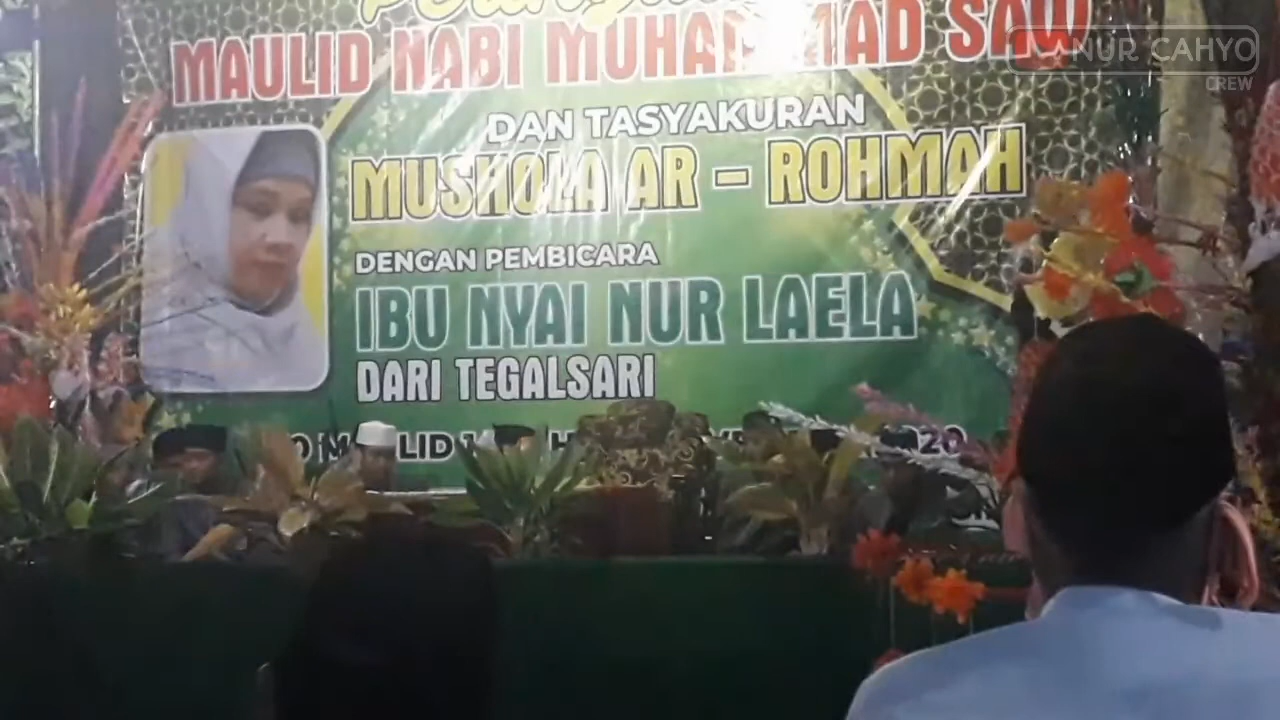 MAULID NABI MUHAMMAD SAW
DAN TASYAKURAN
MUSHOLA AR - ROHMAH
DENGAN PEMBICARA
IBU NYAI NUR LAELA
DARI TEGALSARI
NUR CAHYO
CREW